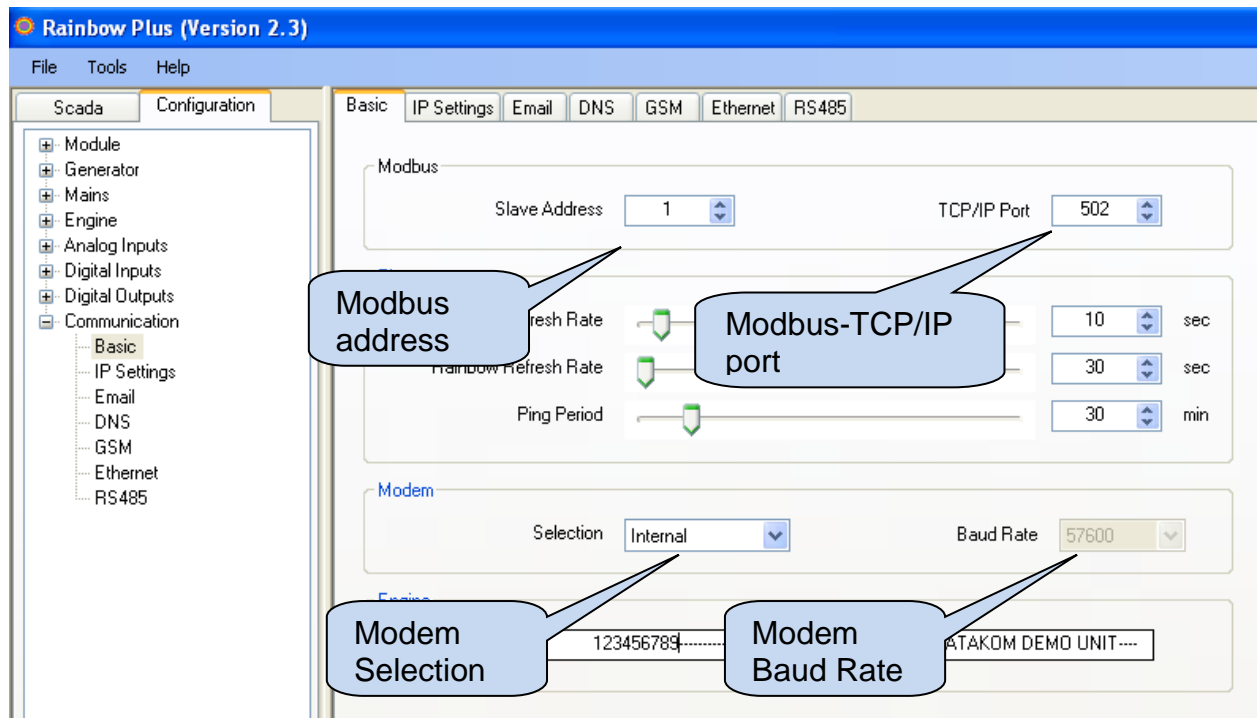 Rainbow Plus (Version 2.3)
File Tools Help
Scada Configuration
Basic IP Settings Email DNS GSM Ethernet RS485
Module
Generator
Mains
Engine
Analog Inputs
Digital Inputs
Digital Outputs
Communication
Basic
IP Settings
Email
DNS
GSM
Ethernet
RS485
Modbus
Slave Address 1 TCP/IP Port 502
Modbus
address
Modbus-TCP/IP
port
Rate 10 sec
Rainbow Refresh Rate 30 sec
Ping Period 30 min
Modem
Selection Internal Baud Rate 57600
Engine
Modem
Selection
Modem
Baud Rate
123456789--------- ATAKOM DEMO UNIT----